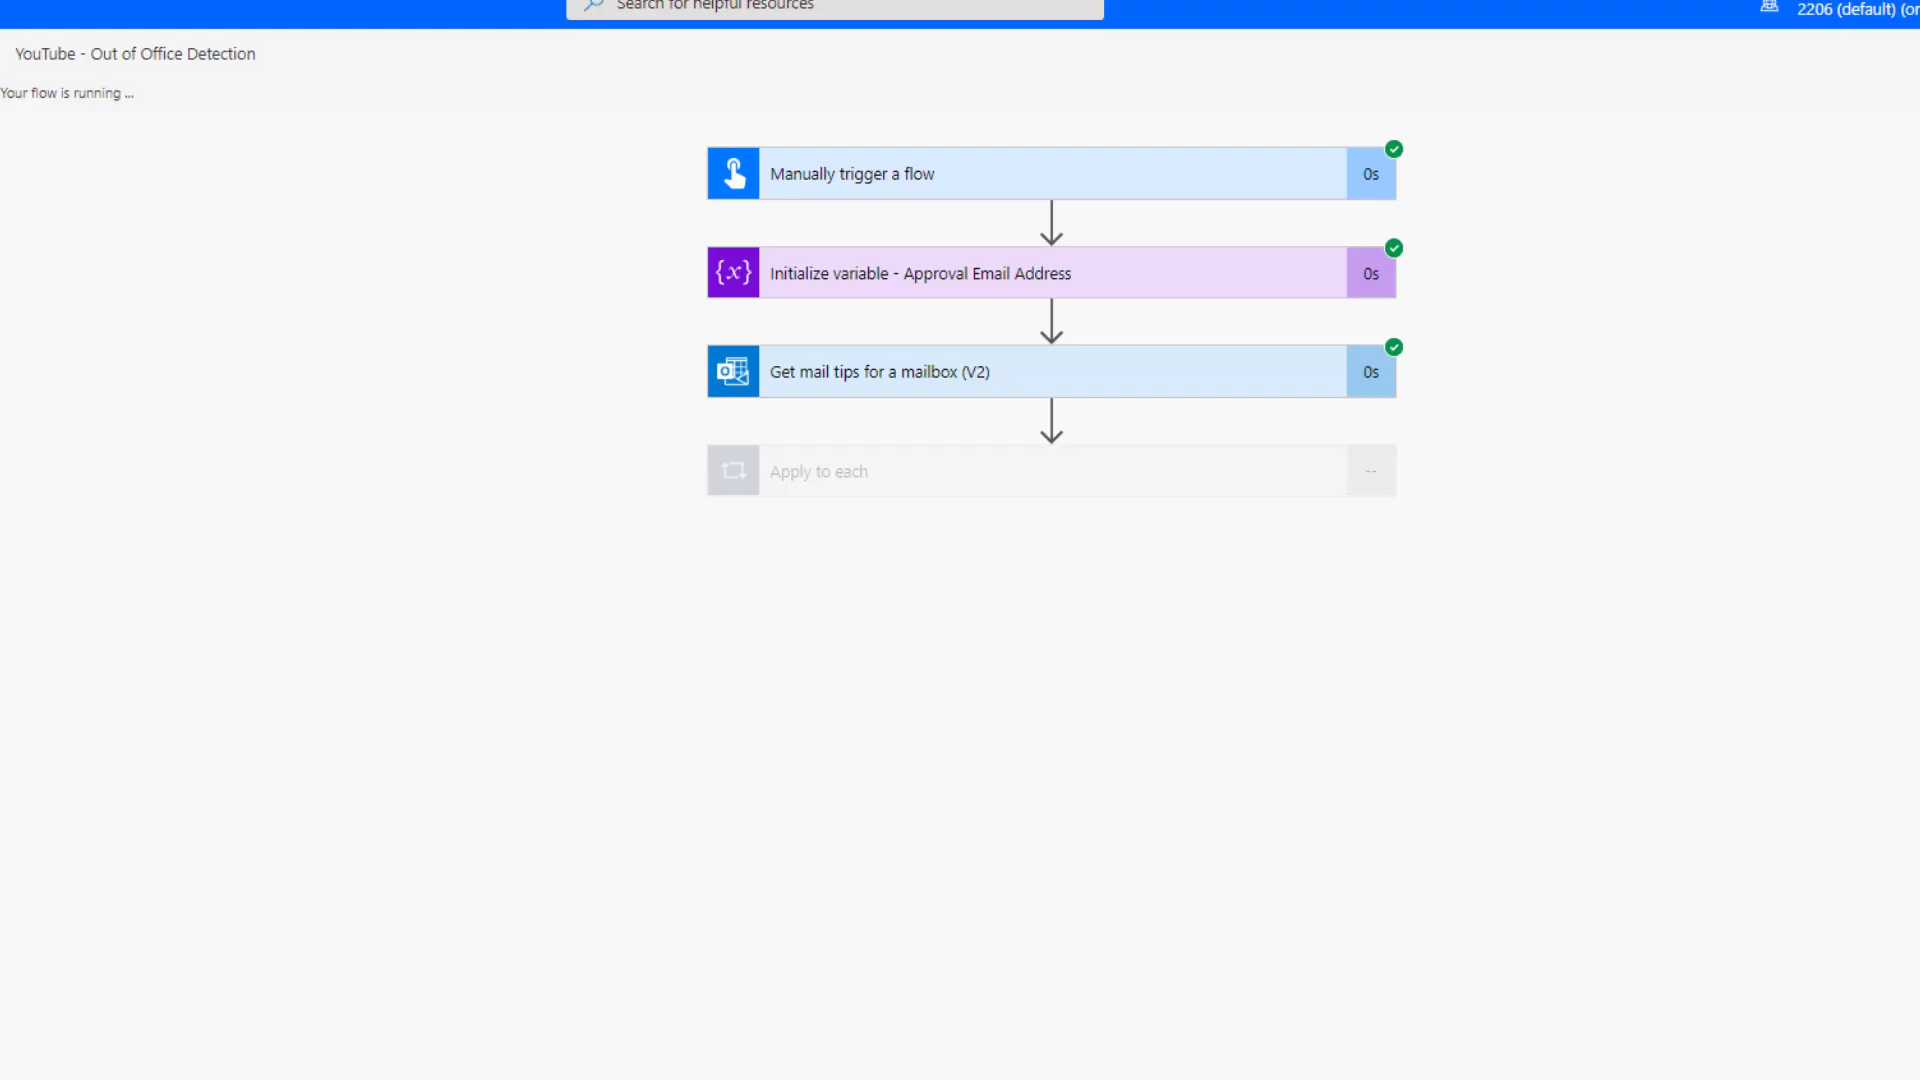 Search for helpful resources
2206 (default) (or
YouTube - Out of Office Detection
Your flow is running ...
Manually trigger a flow
0s
{x}
Initialize variable - Approval Email Address
0s
Get mail tips for a mailbox (V2)
0s
Apply to each
--